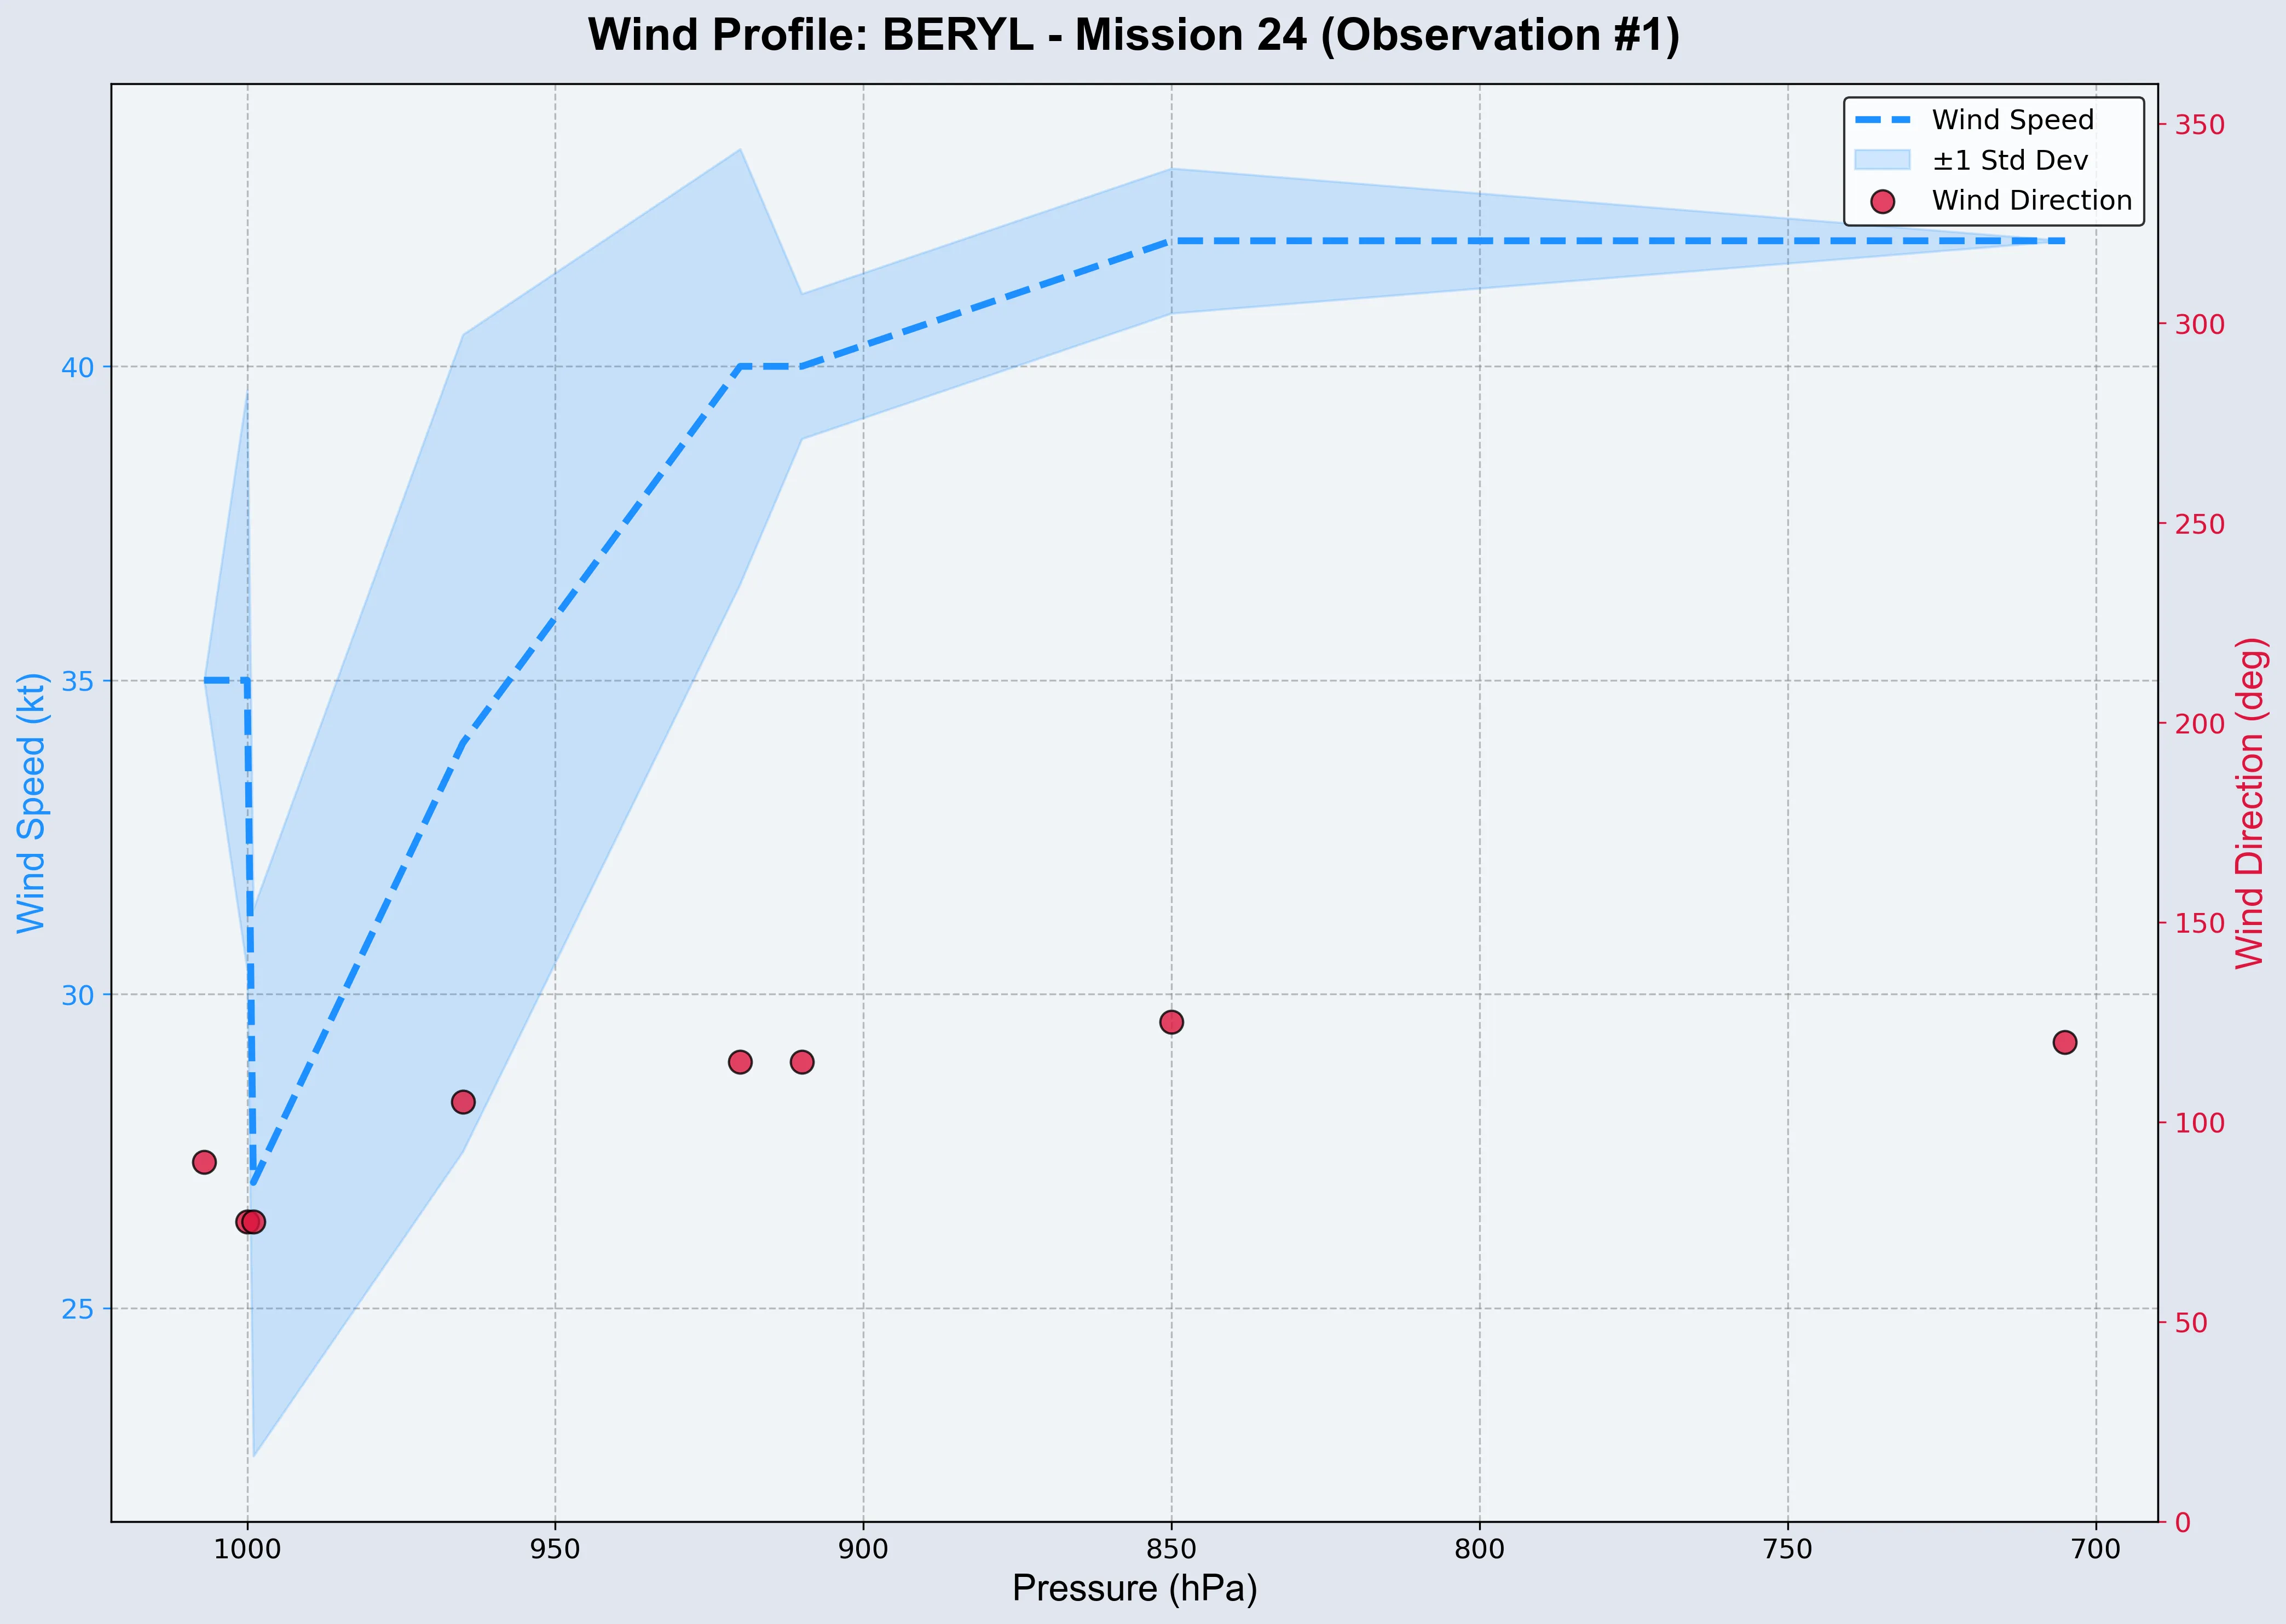 Wind Profile: BERYL - Mission 24 (Observation #1)
Wind Speed
±1 Std Dev
Wind Direction
Wind Speed (kt)
40
35
30
25
Wind Direction (deg)
350
300
250
200
150
100
50
0
1000
950
900
850
800
750
700
Pressure (hPa)